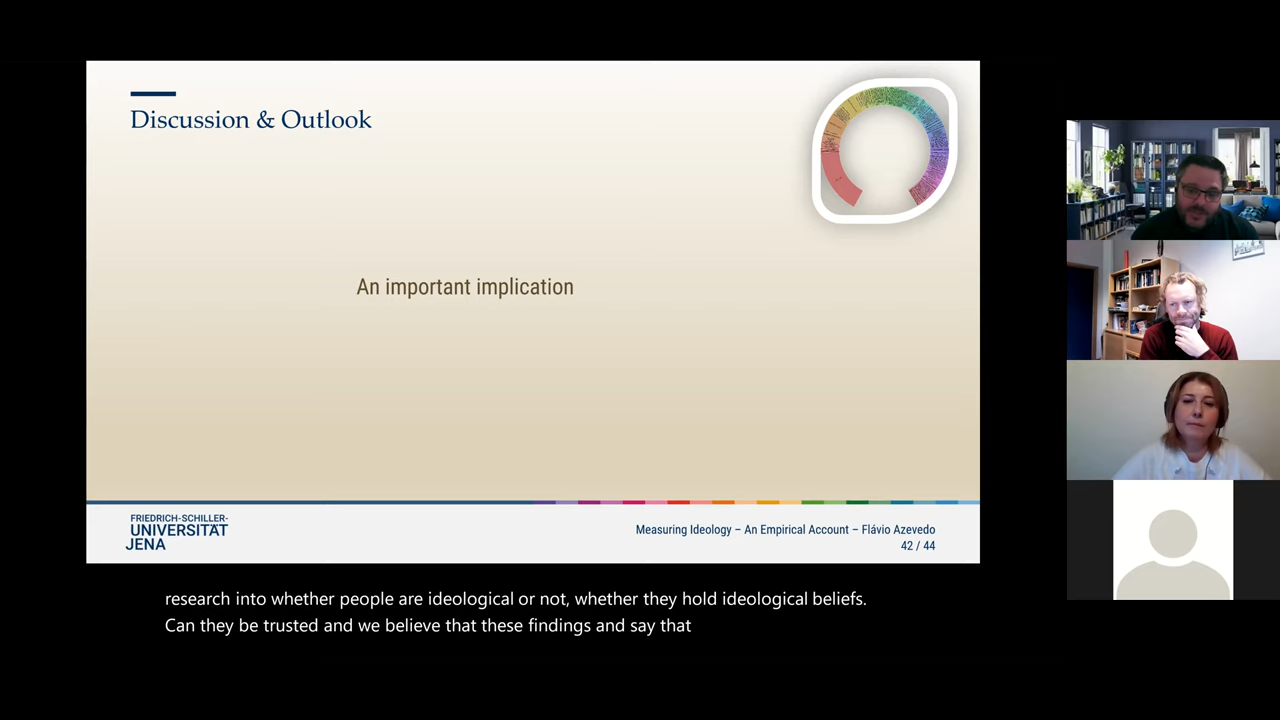 Discussion & Outlook
An important implication
FRIEDRICH-SCHILLER-
UNIVERSITÄT
JENA
Measuring Ideology – An Empirical Account – Flávio Azevedo
42 / 44
research into whether people are ideological or not, whether they hold ideological beliefs.
Can they be trusted and we believe that these findings and say that